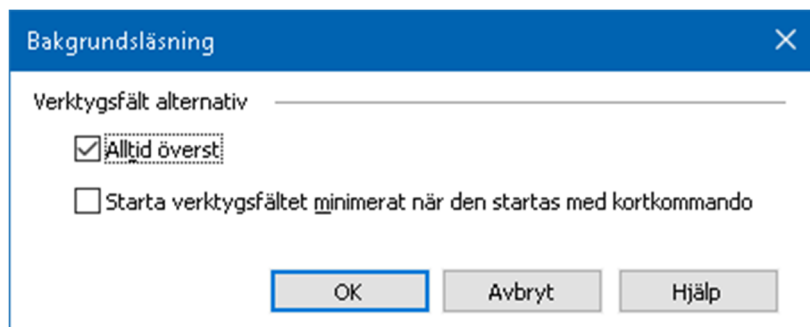 Bakgrundsläsning
Verktygsfält alternativ
Alltid överst
Starta verktygsfältet minimerat när den startas med kortkommando
OK Avbryt Hjälp